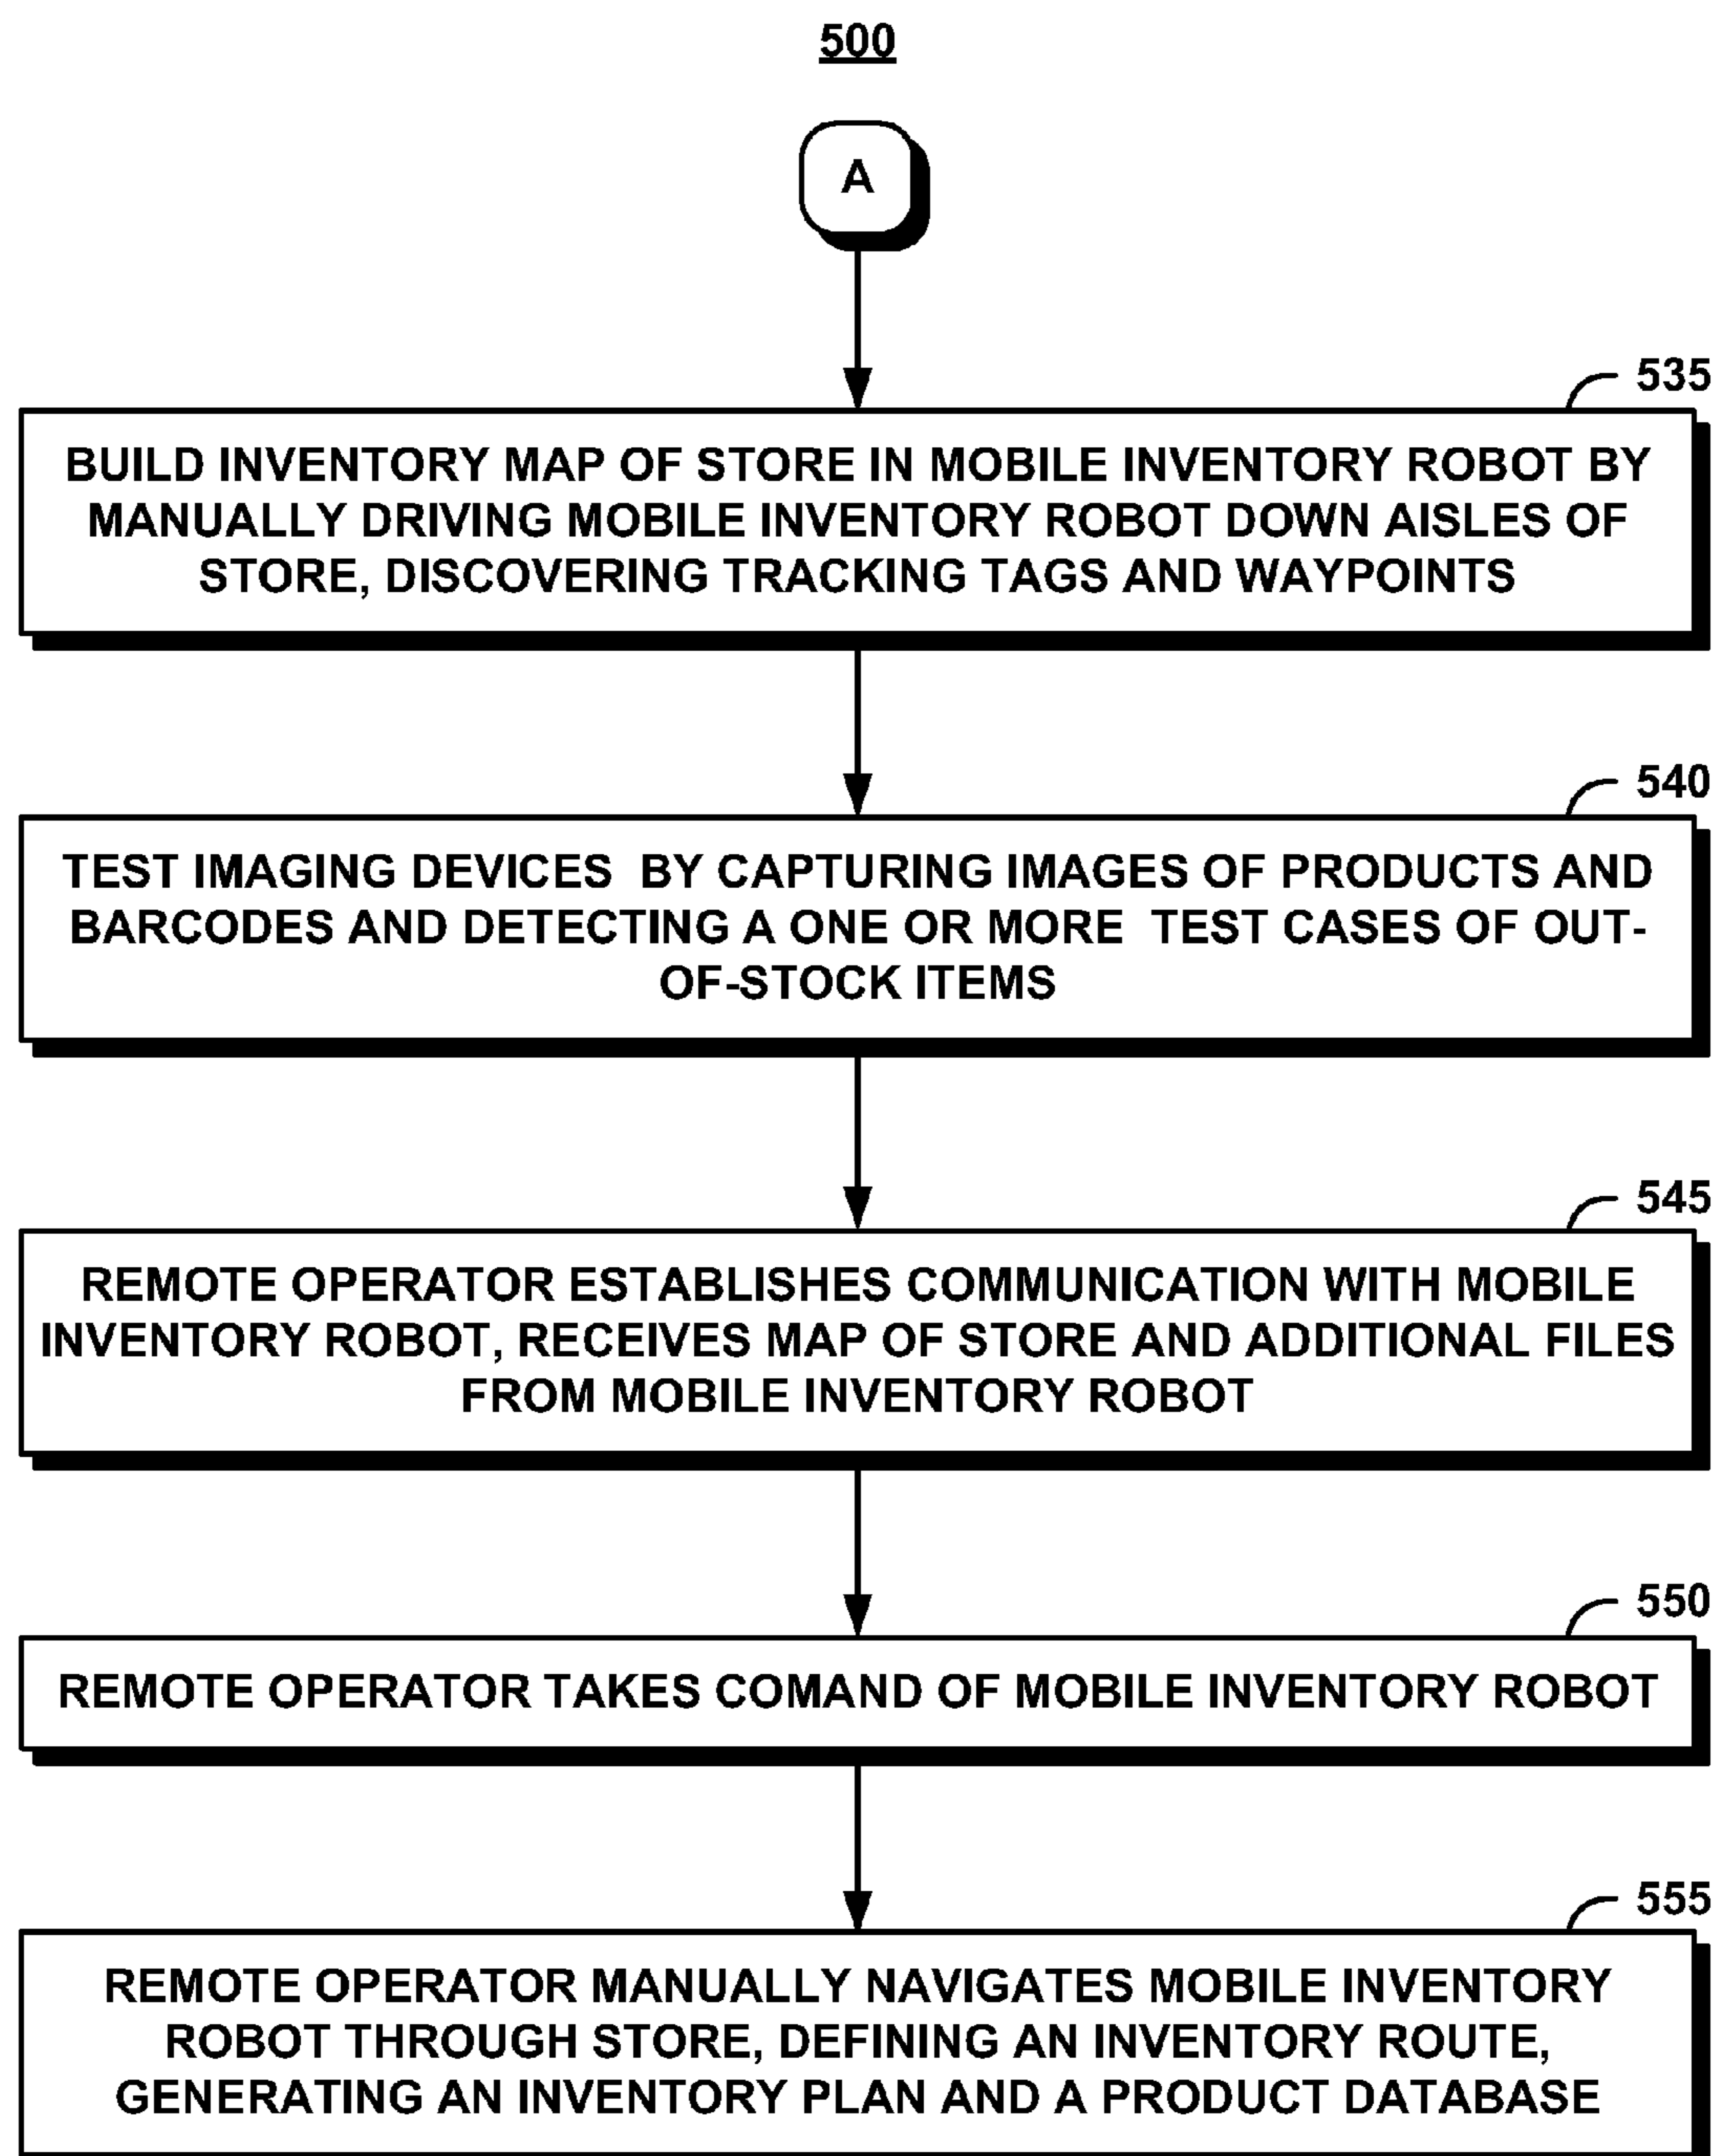 500
A
535
BUILD INVENTORY MAP OF STORE IN MOBILE INVENTORY ROBOT BY
MANUALLY DRIVING MOBILE INVENTORY ROBOT DOWN AISLES OF
STORE, DISCOVERING TRACKING TAGS AND WAYPOINTS
540
TEST IMAGING DEVICES BY CAPTURING IMAGES OF PRODUCTS AND
BARCODES AND DETECTING A ONE OR MORE TEST CASES OF OUT-
OF-STOCK ITEMS
545
REMOTE OPERATOR ESTABLISHES COMMUNICATION WITH MOBILE
INVENTORY ROBOT, RECEIVES MAP OF STORE AND ADDITIONAL FILES
FROM MOBILE INVENTORY ROBOT
550
REMOTE OPERATOR TAKES COMAND OF MOBILE INVENTORY ROBOT
555
REMOTE OPERATOR MANUALLY NAVIGATES MOBILE INVENTORY
ROBOT THROUGH STORE, DEFINING AN INVENTORY ROUTE,
GENERATING AN INVENTORY PLAN AND A PRODUCT DATABASE